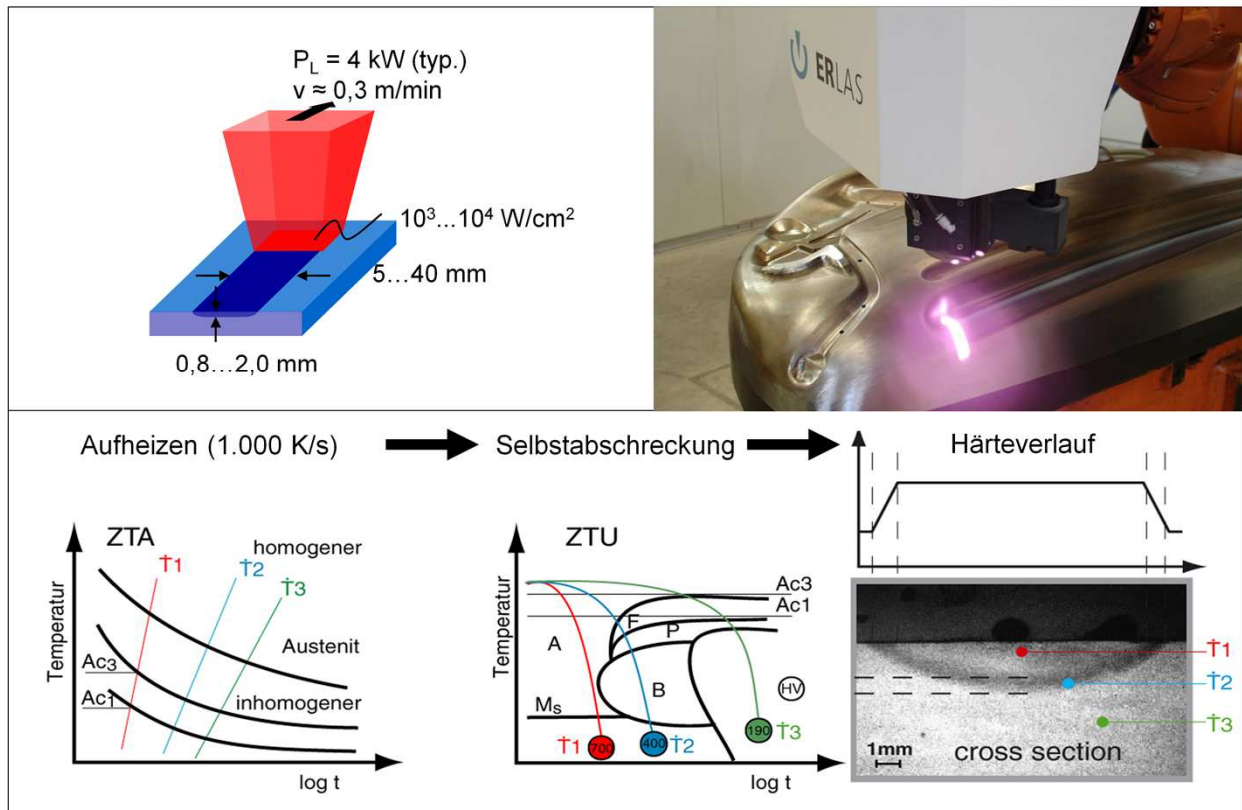 P_L = 4 kW (typ.)
v ≈ 0,3 m/min
10³...10⁴ W/cm²
5...40 mm
0,8...2,0 mm
ERLAS
Aufheizen (1.000 K/s)
Selbstabschreckung
Härteverlauf
ZTA
homogener
Ṫ1
Ṫ2
Ṫ3
Temperatur
Austenit
Ac3
Ac1
inhomogener
log t
ZTU
Temperatur
Ac3
Ac1
F
P
A
B
HV
Ms
Ṫ1
700
400
Ṫ2
190
Ṫ3
log t
Ṫ1
Ṫ2
Ṫ3
1mm
cross section